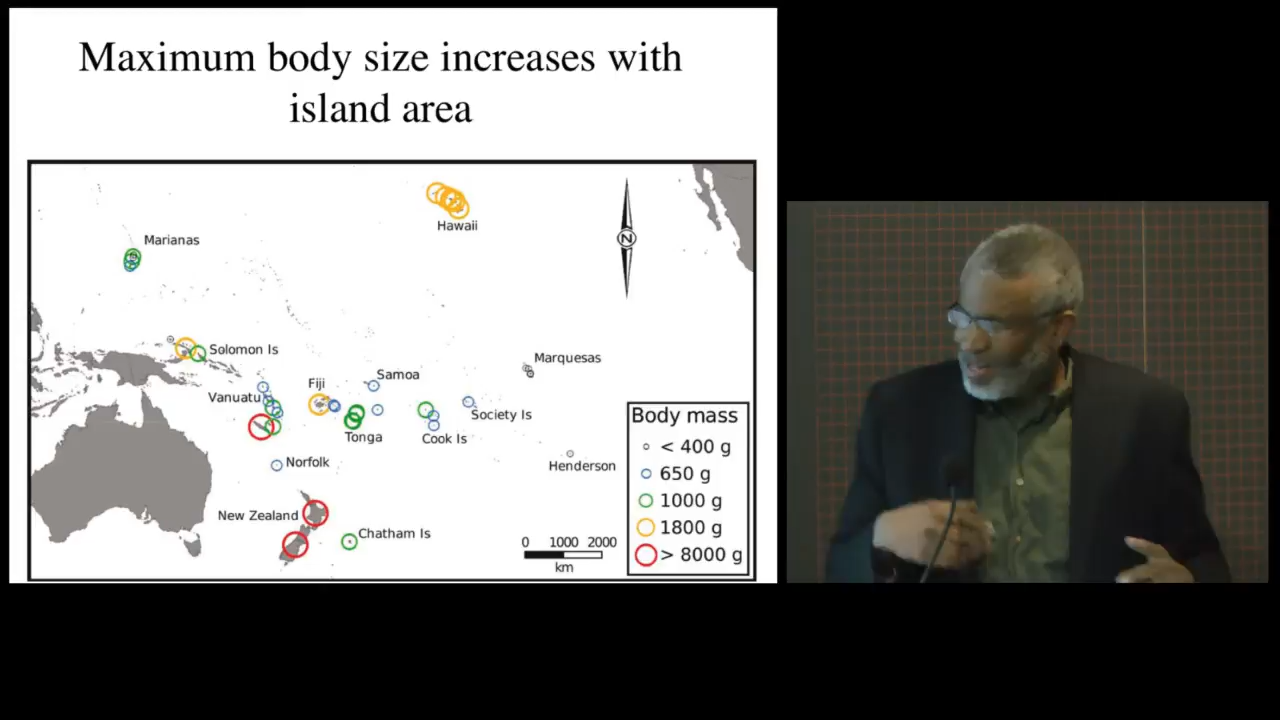 Maximum body size increases with
island area
Hawaii
Marianas
N
Solomon Is
Marquesas
Samoa
Fiji
Vanuatu
Society Is
Tonga
Cook Is
Norfolk
Henderson
New Zealand
Chatham Is
Body mass
< 400 g
650 g
1000 g
1800 g
> 8000 g
0 1000 2000
km